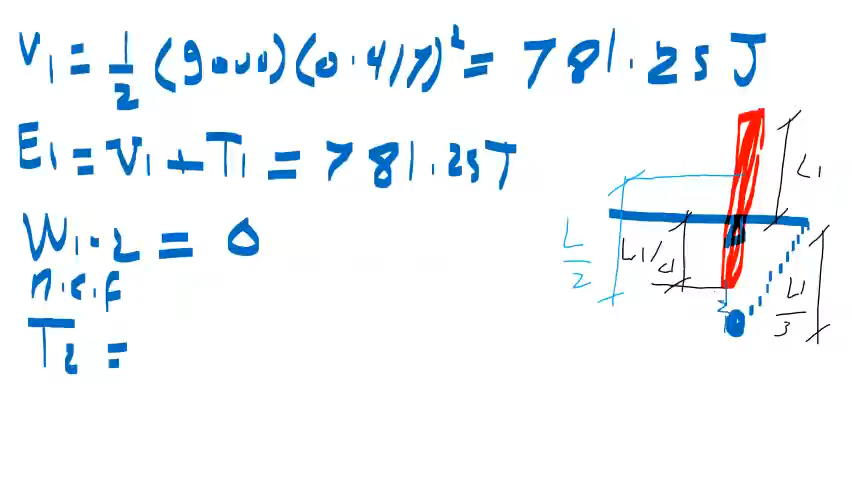 V1 = 1/2 (9000)(0.417)² = 781.25 J
E1 = V1 + T1 = 781.25J
W1-2 = 0
n.c.f
T2 =
L1
L/2
L1/4
L1/3